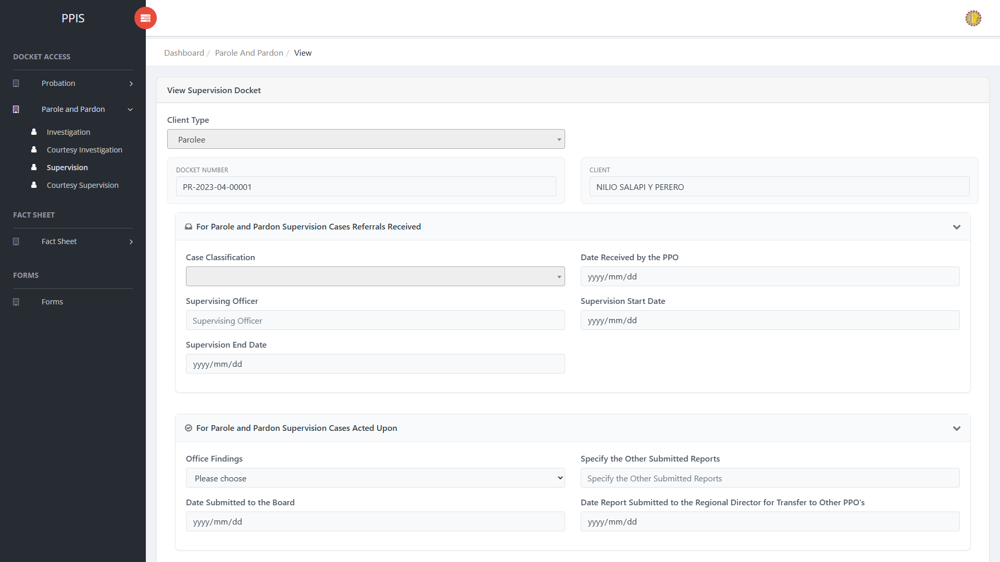 PPIS
DOCKET ACCESS
Probation
Parole and Pardon
Investigation
Courtesy Investigation
Supervision
Courtesy Supervision
FACT SHEET
Fact Sheet
FORMS
Forms
Dashboard / Parole And Pardon / View
View Supervision Docket
Client Type
Parolee
DOCKET NUMBER
PR-2023-04-00001
CLIENT
NILIO SALAPI Y PERERO
For Parole and Pardon Supervision Cases Referrals Received
Case Classification
Date Received by the PPO
yyyy/mm/dd
Supervising Officer
Supervising Officer
Supervision Start Date
yyyy/mm/dd
Supervision End Date
yyyy/mm/dd
For Parole and Pardon Supervision Cases Acted Upon
Office Findings
Please choose
Specify the Other Submitted Reports
Specify the Other Submitted Reports
Date Submitted to the Board
yyyy/mm/dd
Date Report Submitted to the Regional Director for Transfer to Other PPO's
yyyy/mm/dd